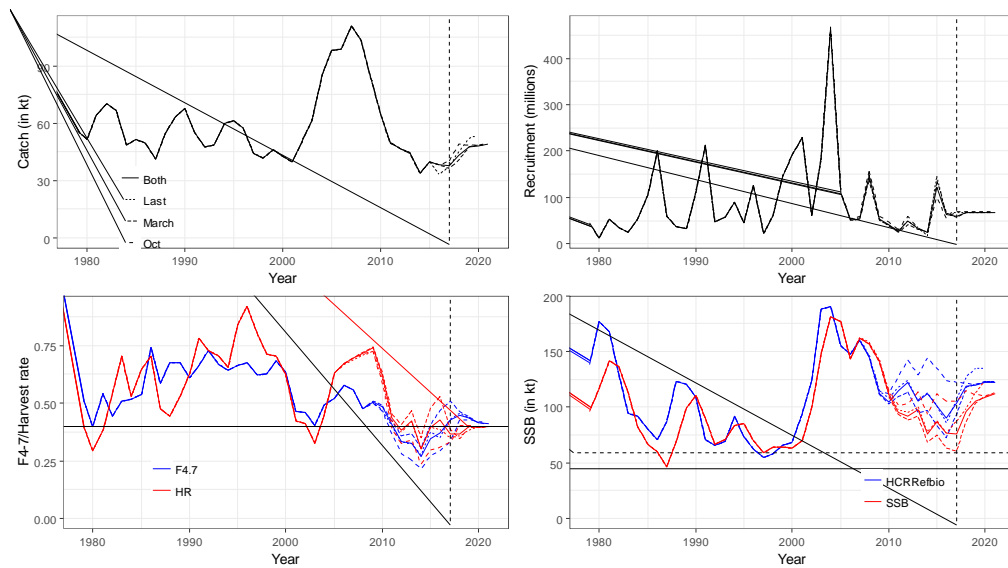 Catch (in kt)
90
60
30
0
Both
Last
March
Oct
1980
1990
2000
2010
2020
Year
Recruitment (millions)
400
300
200
100
0
1980
1990
2000
2010
2020
Year
F4-7/Harvest rate
0.75
0.50
0.25
0.00
F4.7
HR
1980
1990
2000
2010
2020
Year
SSB (in kt)
200
150
100
50
0
HCRRefbio
SSB
1980
1990
2000
2010
2020
Year